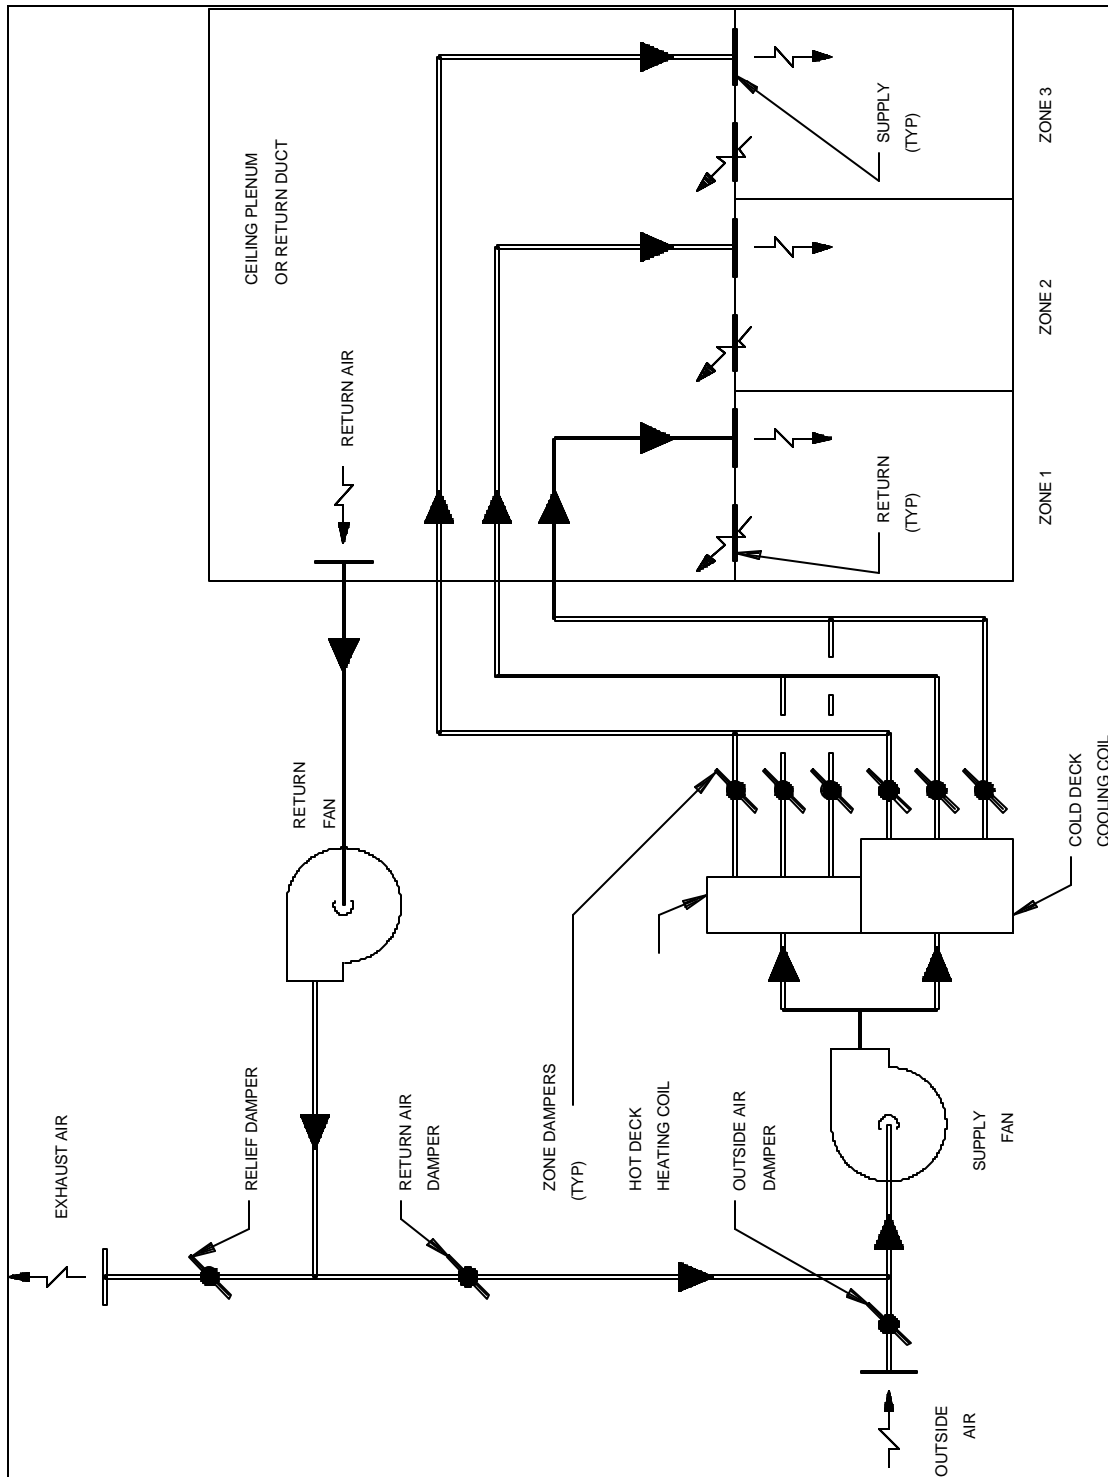 EXHAUST AIR
RELIEF DAMPER
RETURN AIR
DAMPER
RETURN
FAN
RETURN AIR
CEILING PLENUM
OR RETURN DUCT
ZONE DAMPERS
(TYP)
HOT DECK
HEATING COIL
OUTSIDE AIR
DAMPER
OUTSIDE
AIR
SUPPLY
FAN
COLD DECK
COOLING COIL
RETURN
(TYP)
SUPPLY
(TYP)
ZONE 1
ZONE 2
ZONE 3